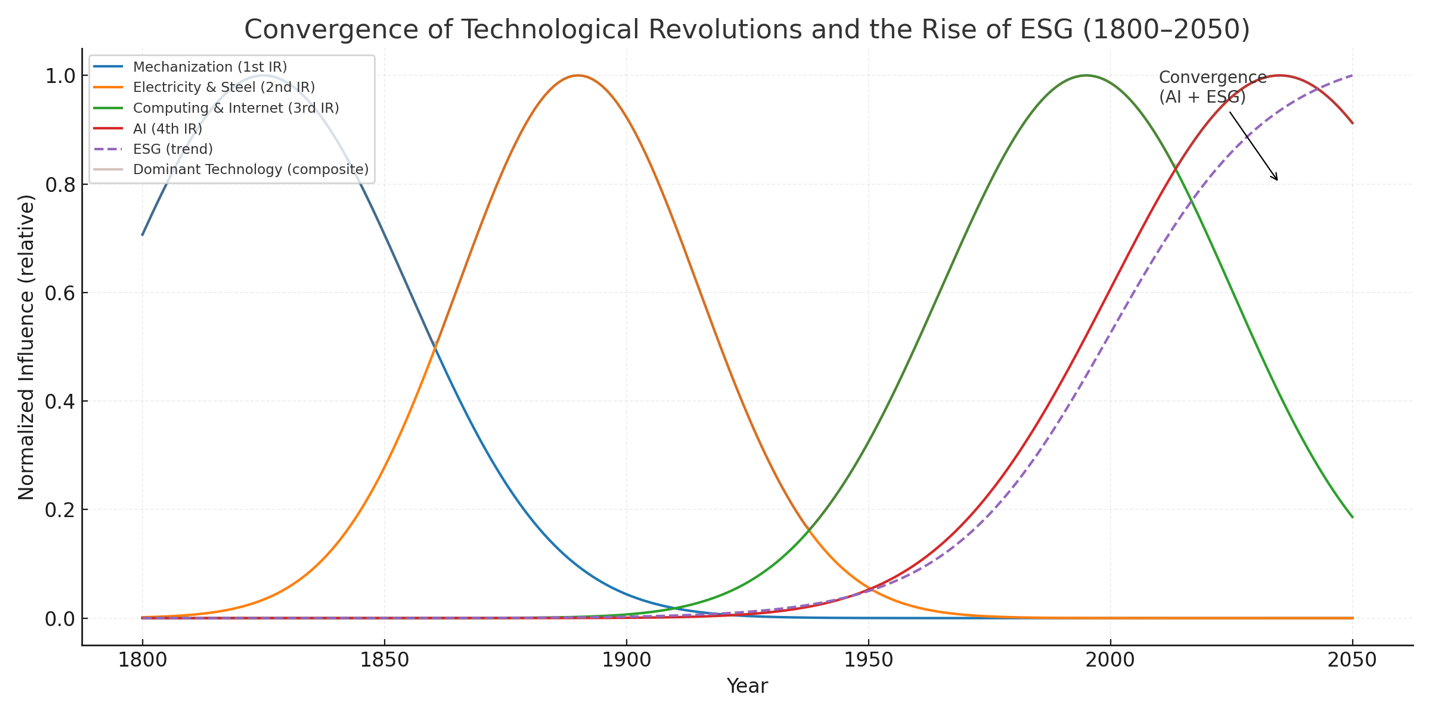 Convergence of Technological Revolutions and the Rise of ESG (1800–2050)
Mechanization (1st IR)
Electricity & Steel (2nd IR)
Computing & Internet (3rd IR)
AI (4th IR)
ESG (trend)
Dominant Technology (composite)
Convergence
(AI + ESG)
Normalized Influence (relative)
1.0
0.8
0.6
0.4
0.2
0.0
1800 1850 1900 1950 2000 2050
Year